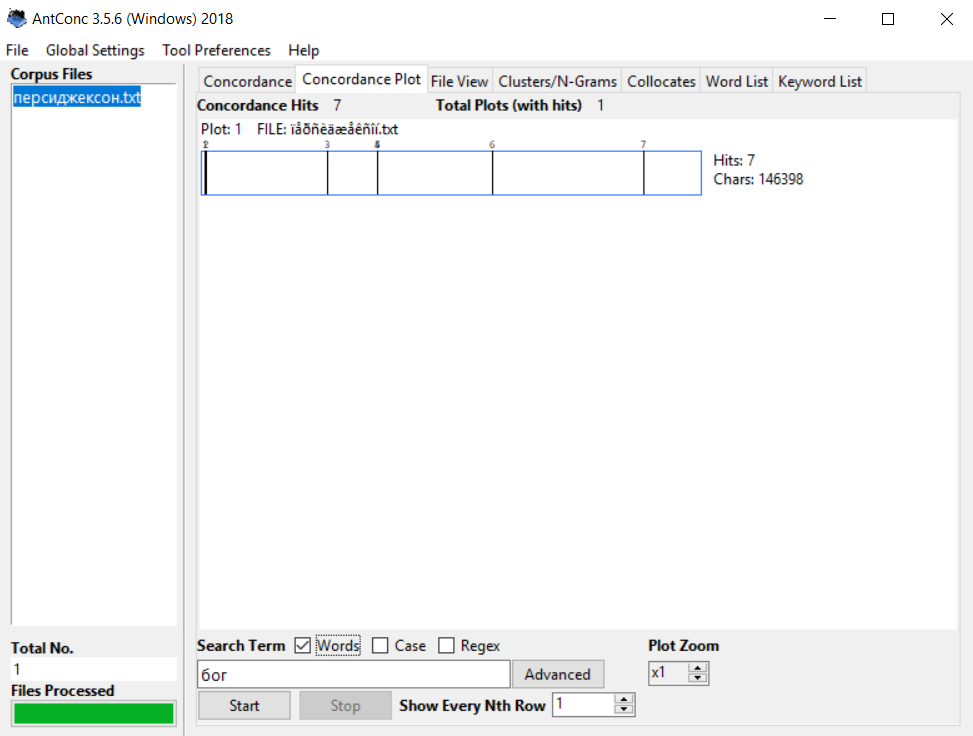 AntConc 3.5.6 (Windows) 2018
File Global Settings Tool Preferences Help
Corpus Files
персиджексон.txt
Total No.
1
Files Processed
Concordance Concordance Plot File View Clusters/N-Grams Collocates Word List Keyword List
Concordance Hits 7 Total Plots (with hits) 1
Plot: 1 FILE: ïåðñèäæåêñîí.txt
3 6 7
Hits: 7
Chars: 146398
Search Term Words Case Regex
бог Advanced
Start Stop Show Every Nth Row 1
Plot Zoom
x1